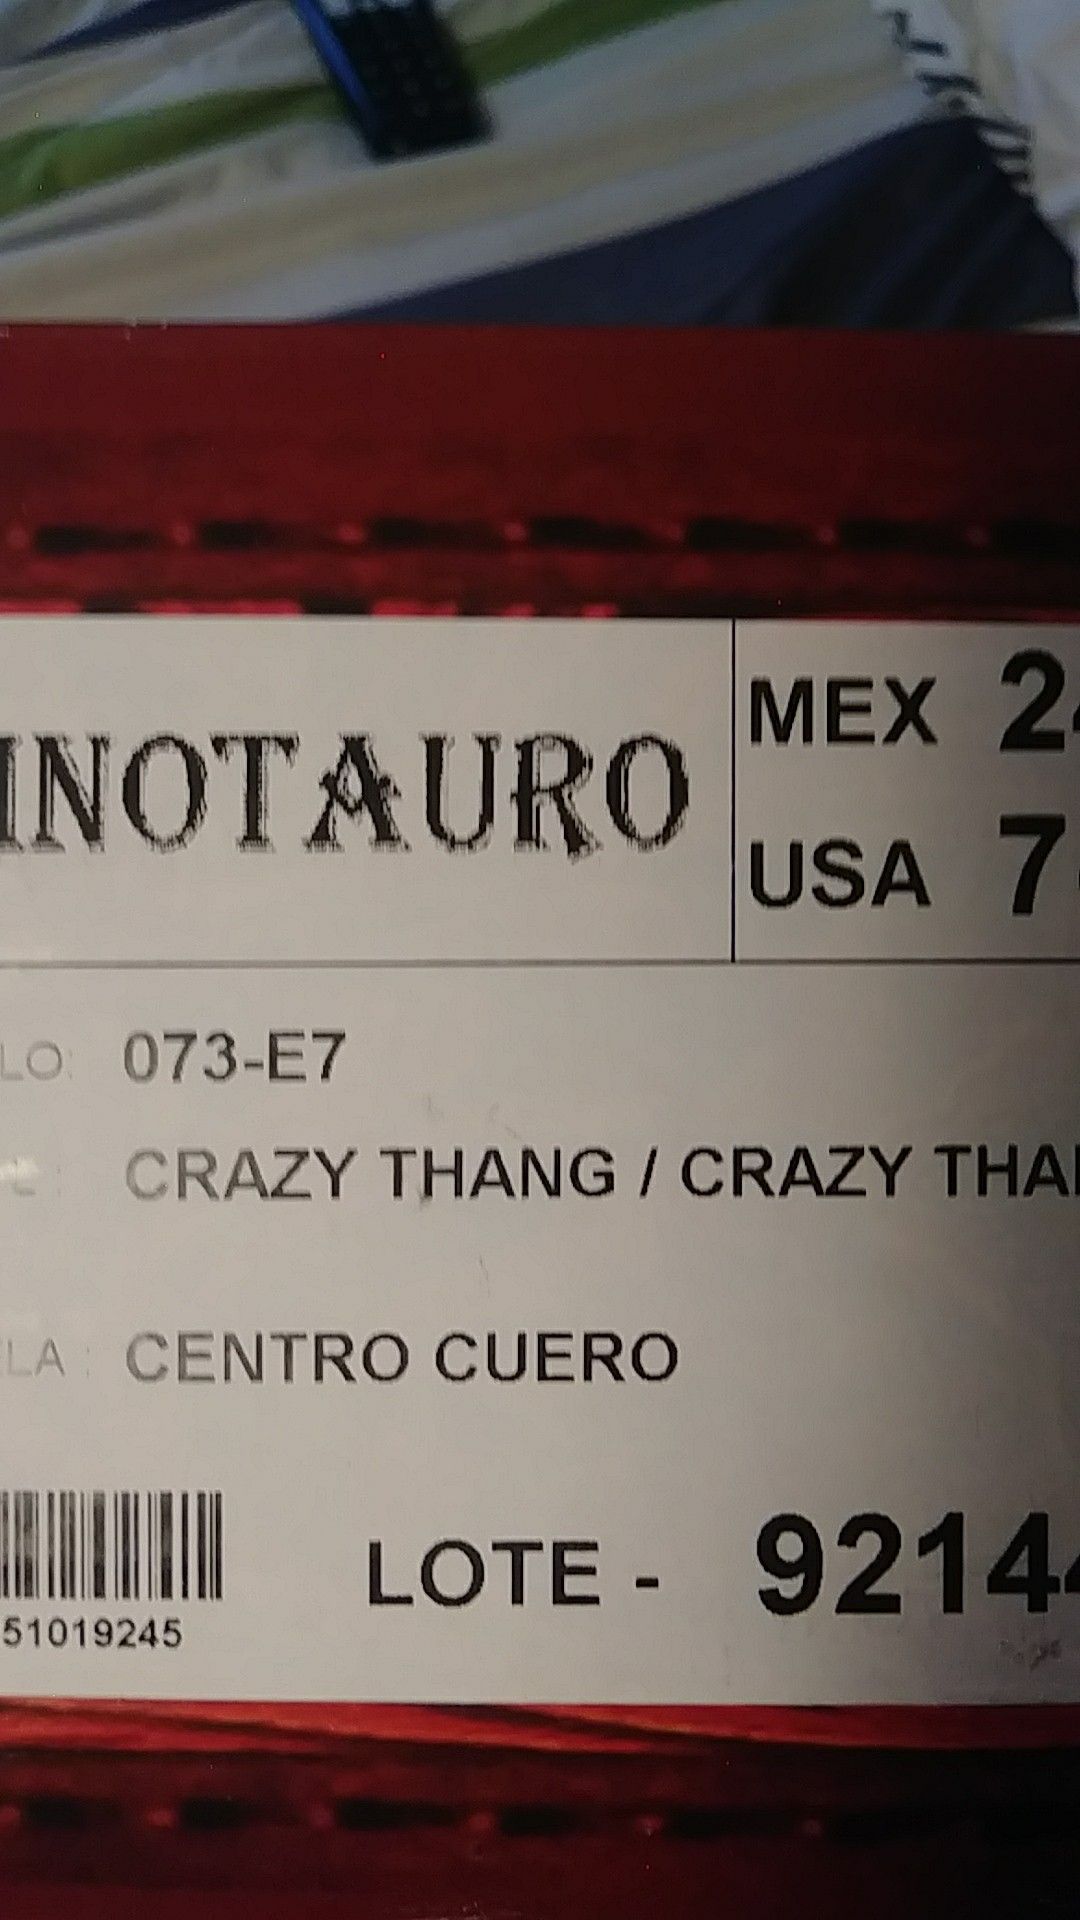 INOTAURO
MEX 2
USA 7
LO: 073-E7
CRAZY THANG / CRAZY THA
LA : CENTRO CUERO
51019245
LOTE - 9214